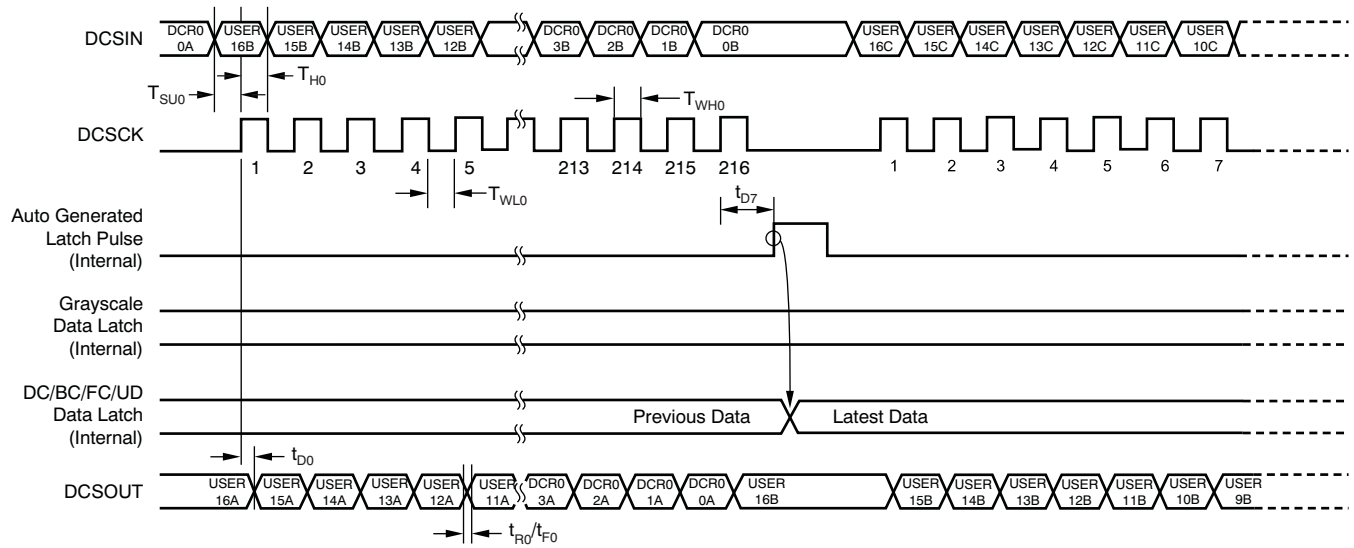 DCSIN
DCR0 0A
USER 16B
USER 15B
USER 14B
USER 13B
USER 12B
DCR0 3B
DCR0 2B
DCR0 1B
DCR0 0B
USER 16C
USER 15C
USER 14C
USER 13C
USER 12C
USER 11C
USER 10C
TH0
TSU0
TWH0
DCSCK
1 2 3 4 5 213 214 215 216 1 2 3 4 5 6 7
TWL0
tD7
Auto Generated
Latch Pulse
(Internal)
Grayscale
Data Latch
(Internal)
DC/BC/FC/UD
Data Latch
(Internal)
Previous Data Latest Data
tD0
DCSOUT
USER 16A
USER 15A
USER 14A
USER 13A
USER 12A
USER 11A
DCR0 3A
DCR0 2A
DCR0 1A
DCR0 0A
USER 16B
USER 15B
USER 14B
USER 13B
USER 12B
USER 11B
USER 10B
USER 9B
tR0/tF0